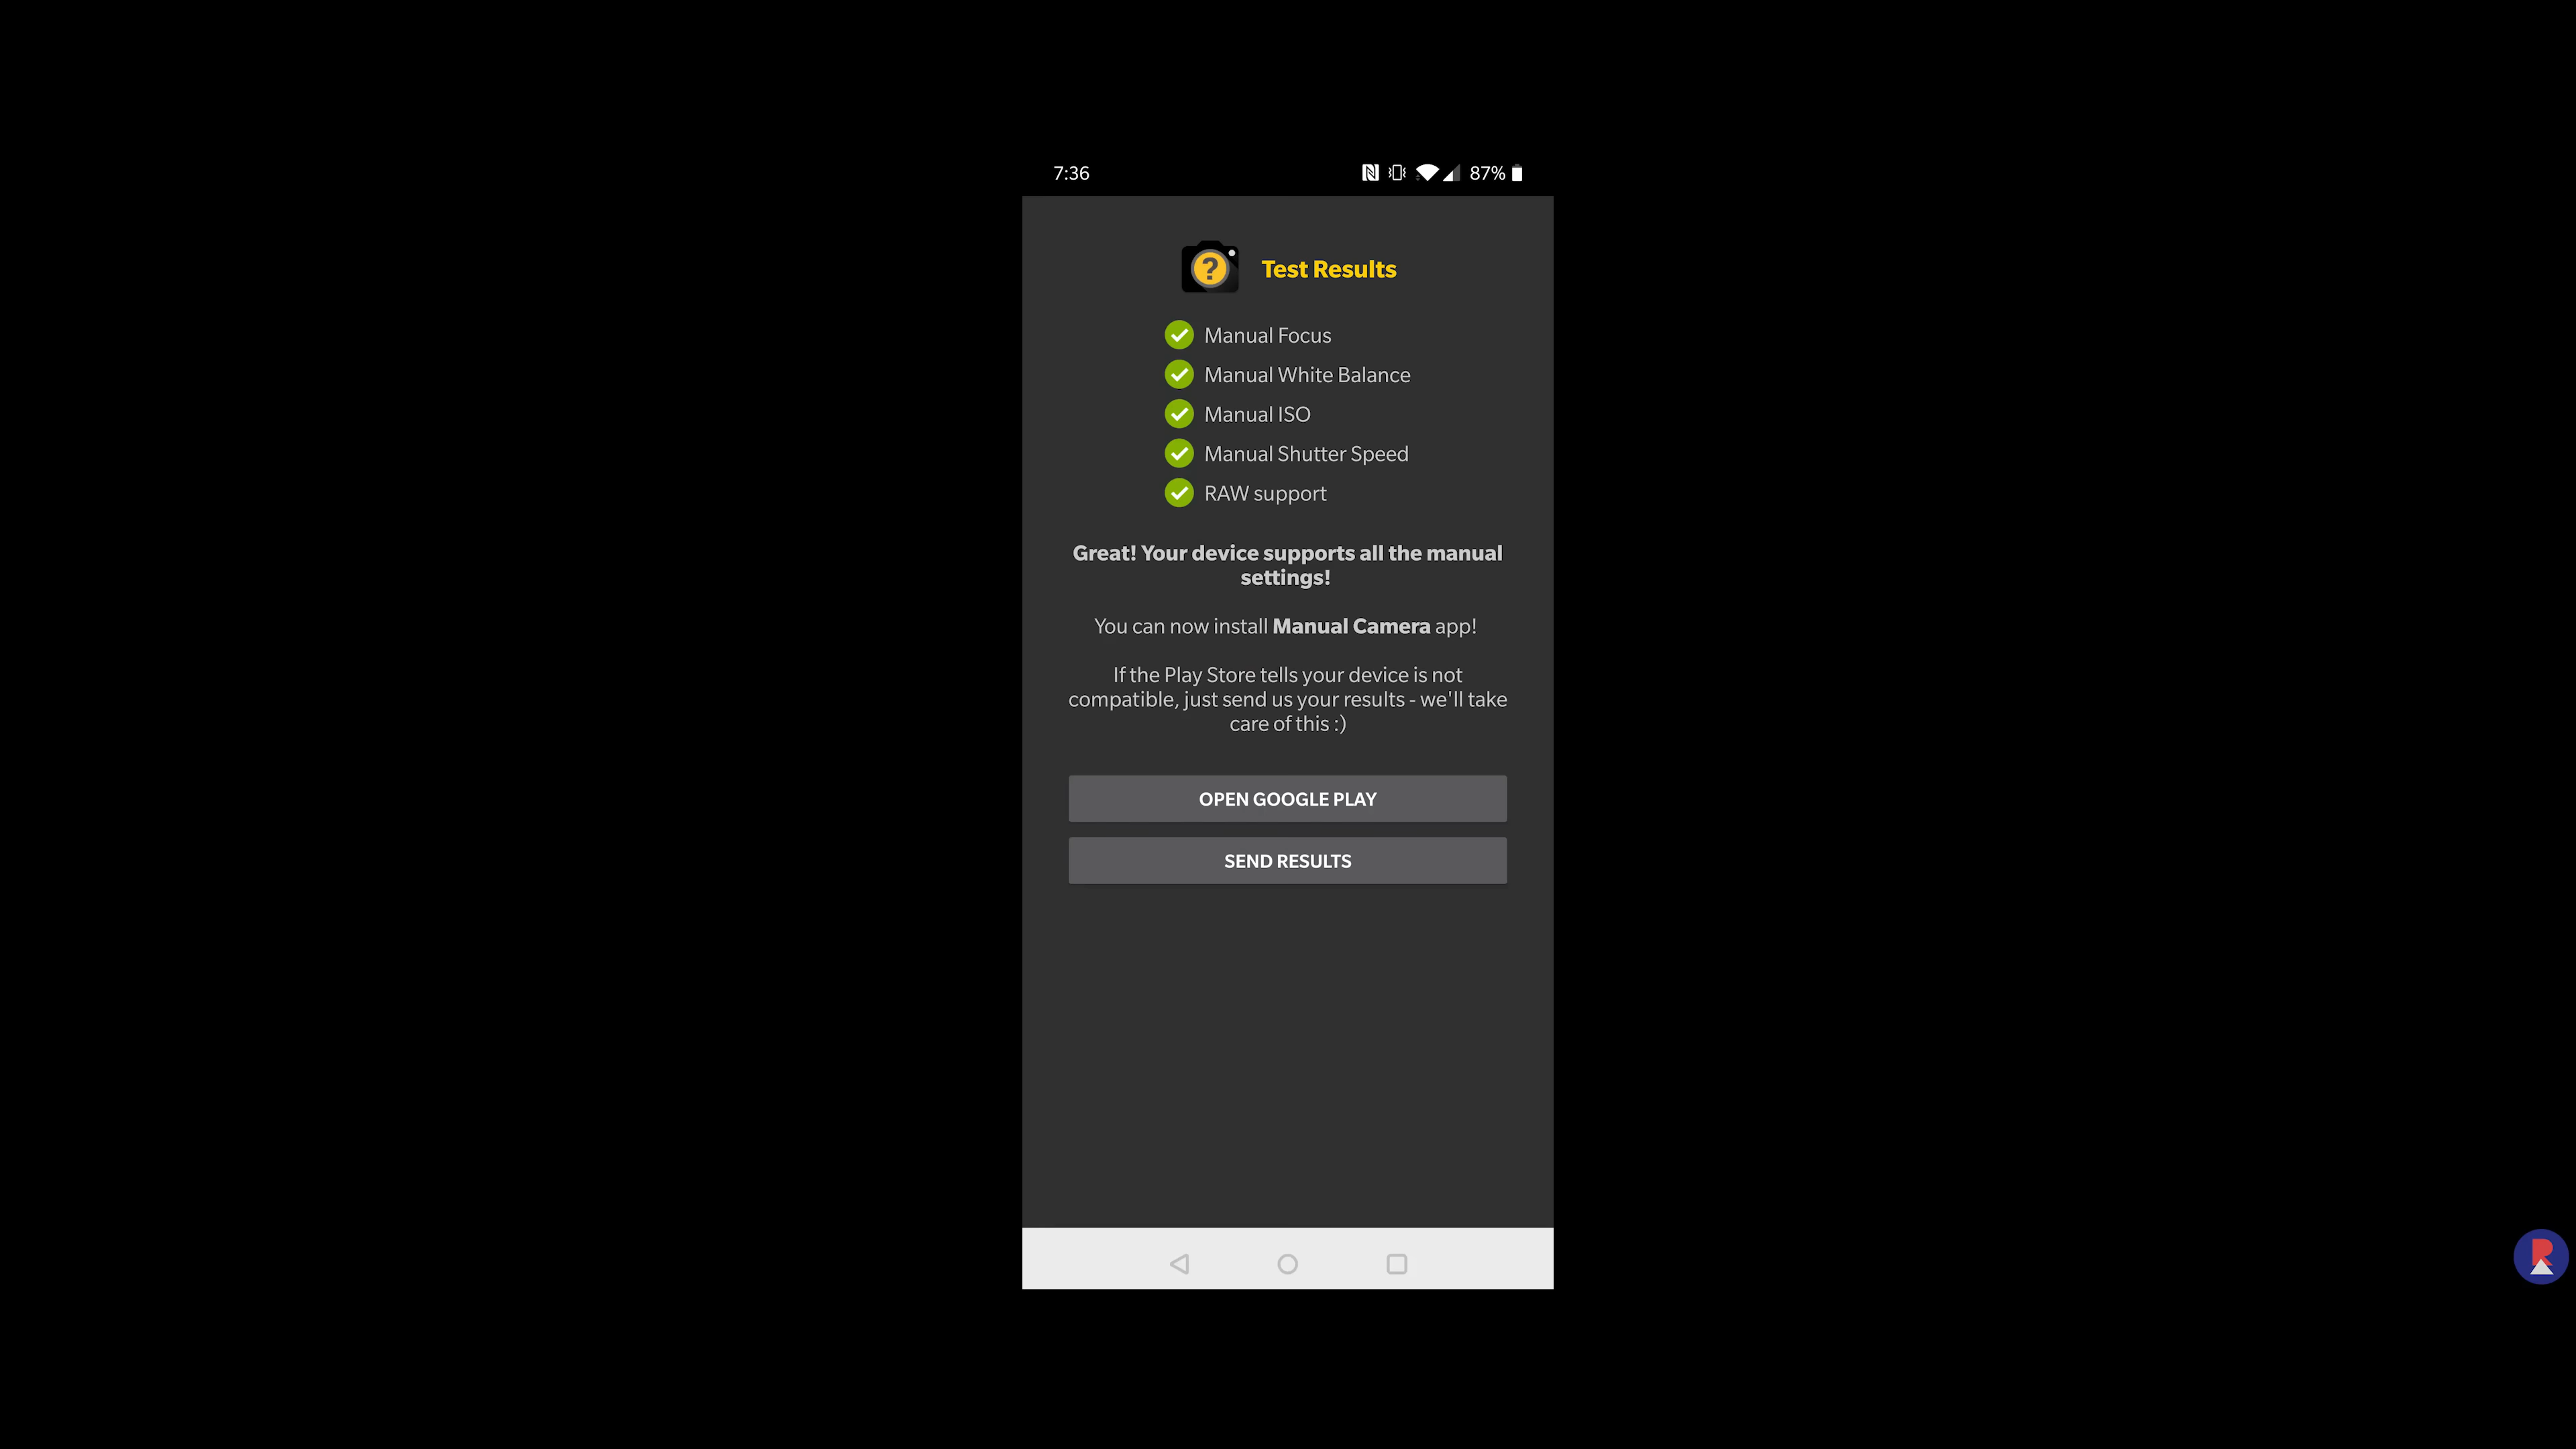 7:36
87%
?
Test Results
Manual Focus
Manual White Balance
Manual ISO
Manual Shutter Speed
RAW support
Great! Your device supports all the manual
settings!
You can now install Manual Camera app!
If the Play Store tells your device is not
compatible, just send us your results - we'll take
care of this :)
OPEN GOOGLE PLAY
SEND RESULTS
R